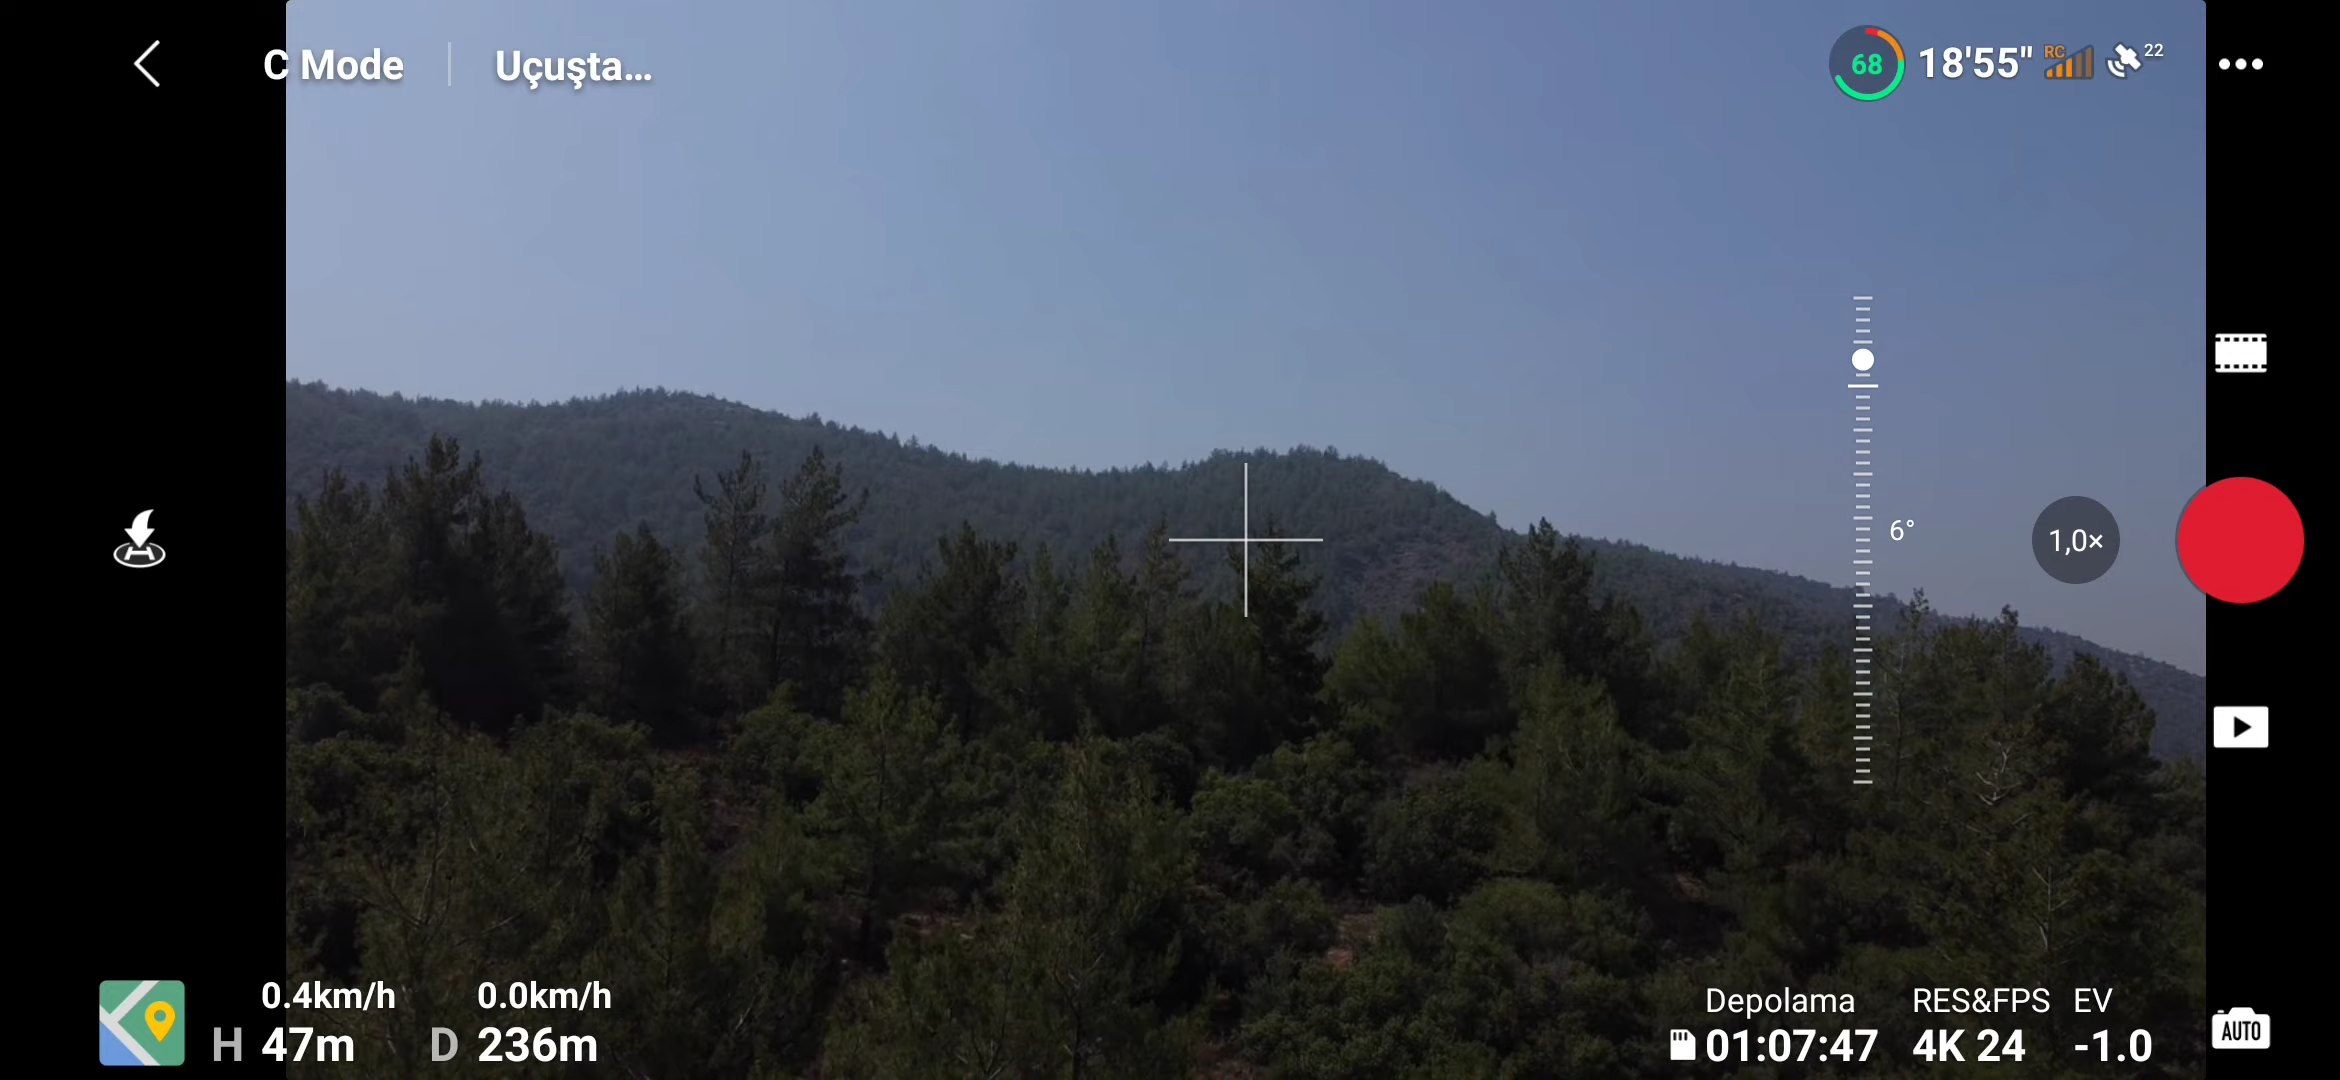 C Mode
Uçuşta...
68
18'55"
RC
22
6°
1,0×
0.4km/h
0.0km/h
H 47m
D 236m
Depolama
01:07:47
RES&FPS
4K 24
EV
-1.0
AUTO